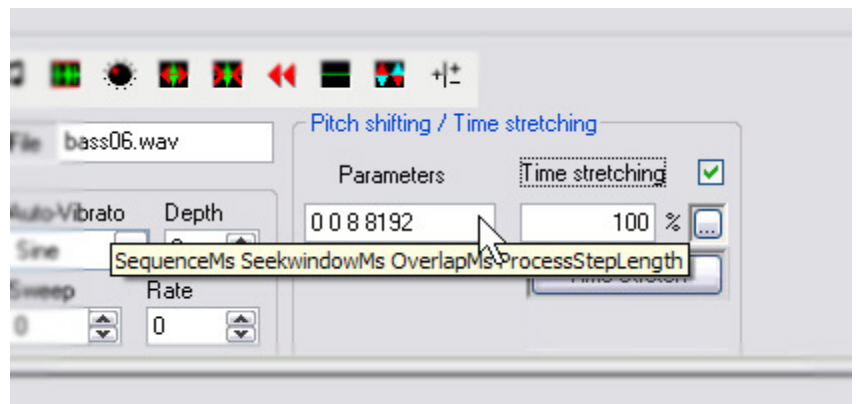 +|±
Pitch shifting / Time stretching
File bass06.wav
Parameters
Time stretching
Auto-Vibrato
Depth
0 0 8 8192
100 %
...
Sine
SequenceMs SeekwindowMs OverlapMs ProcessStepLength
Sweep
Rate
0
0